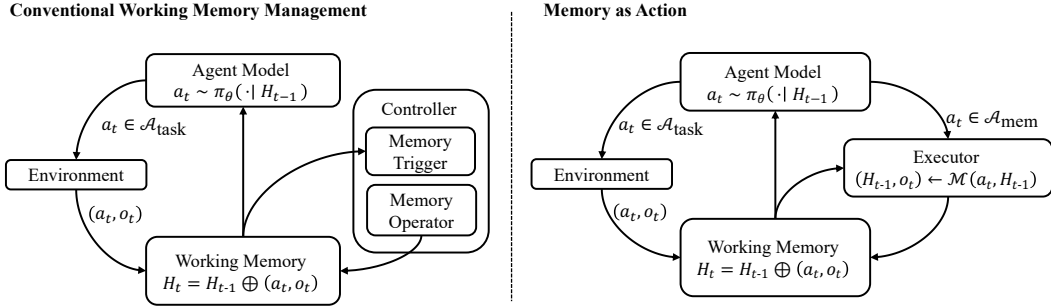 Conventional Working Memory Management
Agent Model
a_t ~ π_θ(·| H_{t−1})
a_t ∈ 𝒜_task
Environment
(a_t, o_t)
Controller
Memory
Trigger
Memory
Operator
Working Memory
H_t = H_{t-1} ⊕ (a_t, o_t)
Memory as Action
Agent Model
a_t ~ π_θ(·| H_{t−1})
a_t ∈ 𝒜_task
a_t ∈ 𝒜_mem
Environment
Executor
(H_{t-1}, o_t) ← ℳ(a_t, H_{t-1})
(a_t, o_t)
Working Memory
H_t = H_{t-1} ⊕ (a_t, o_t)